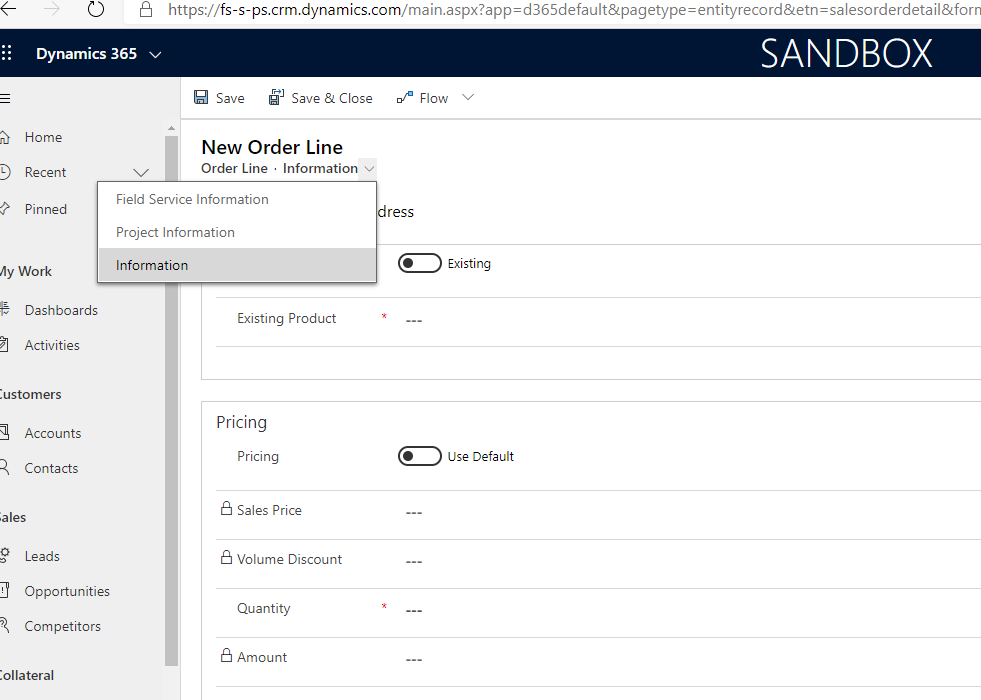 https://fs-s-ps.crm.dynamics.com/main.aspx?app=d365default&pagetype=entityrecord&etn=salesorderdetail&for
Dynamics 365
SANDBOX
Save
Save & Close
Flow
Home
Recent
Pinned
My Work
Dashboards
Activities
Customers
Accounts
Contacts
Sales
Leads
Opportunities
Competitors
Collateral
New Order Line
Order Line · Information
Field Service Information
Project Information
Information
dress
Existing
Existing Product * ---
Pricing
Pricing Use Default
Sales Price ---
Volume Discount ---
Quantity * ---
Amount ---